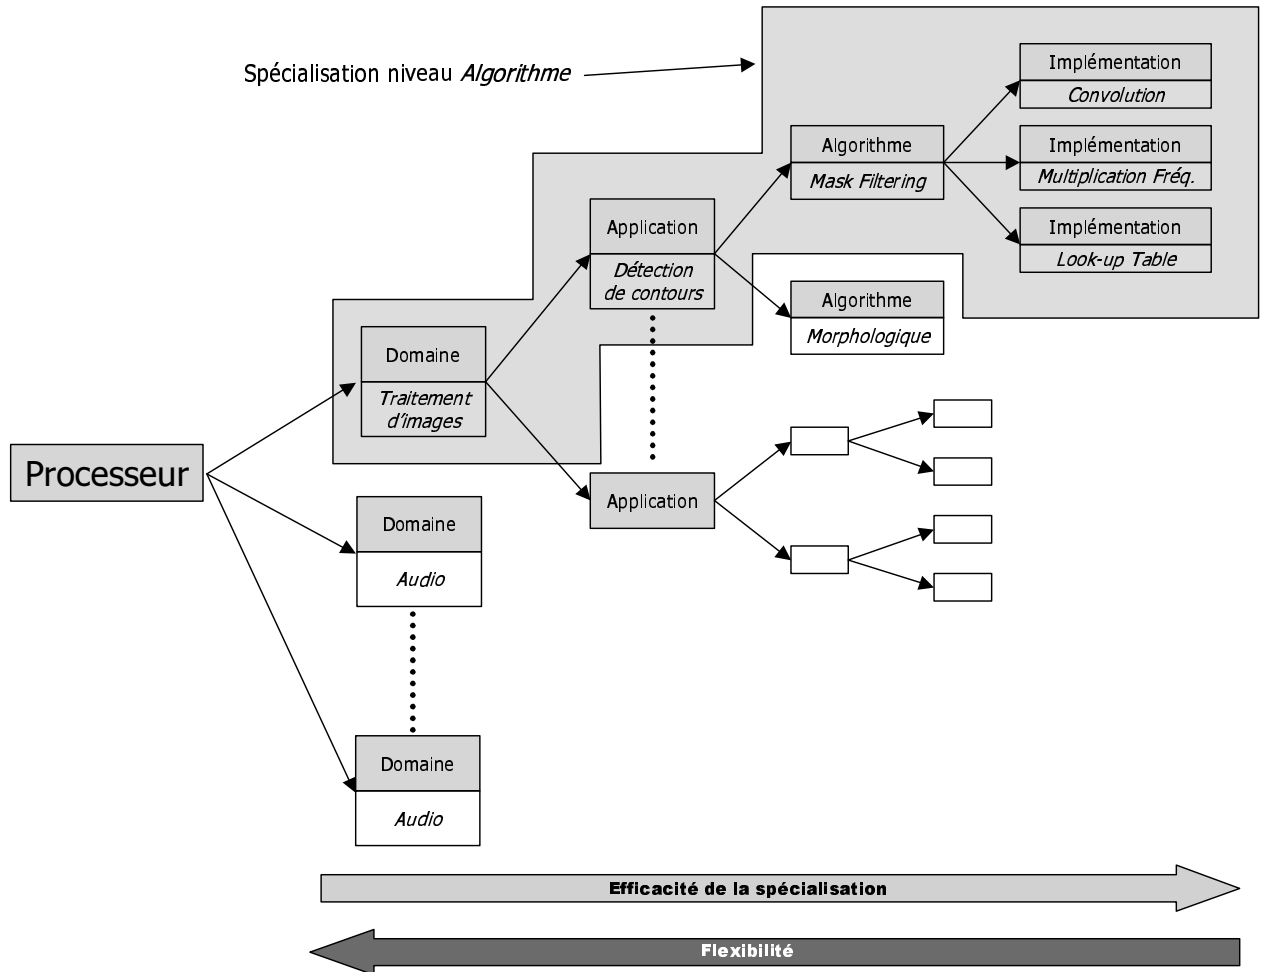 Spécialisation niveau Algorithme
Implémentation
Convolution
Algorithme
Mask Filtering
Implémentation
Multiplication Fréq.
Implémentation
Look-up Table
Application
Détection
de contours
Algorithme
Morphologique
Domaine
Traitement
d'images
Processeur
Application
Domaine
Audio
Domaine
Audio
Efficacité de la spécialisation
Flexibilité